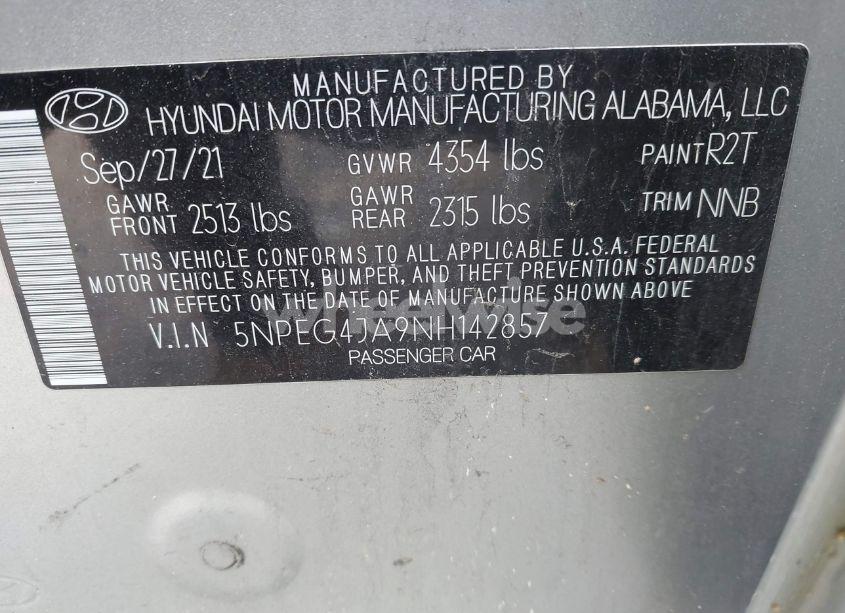 MANUFACTURED BY
HYUNDAI MOTOR MANUFACTURING ALABAMA, LLC
Sep/27/21 GVWR 4354 lbs PAINT R2T
GAWR FRONT 2513 lbs GAWR REAR 2315 lbs TRIM NNB
THIS VEHICLE CONFORMS TO ALL APPLICABLE U.S.A. FEDERAL
MOTOR VEHICLE SAFETY, BUMPER, AND THEFT PREVENTION STANDARDS
IN EFFECT ON THE DATE OF MANUFACTURE SHOWN ABOVE
wheelwise
V.I.N 5NPEG4JA9NH142857
PASSENGER CAR